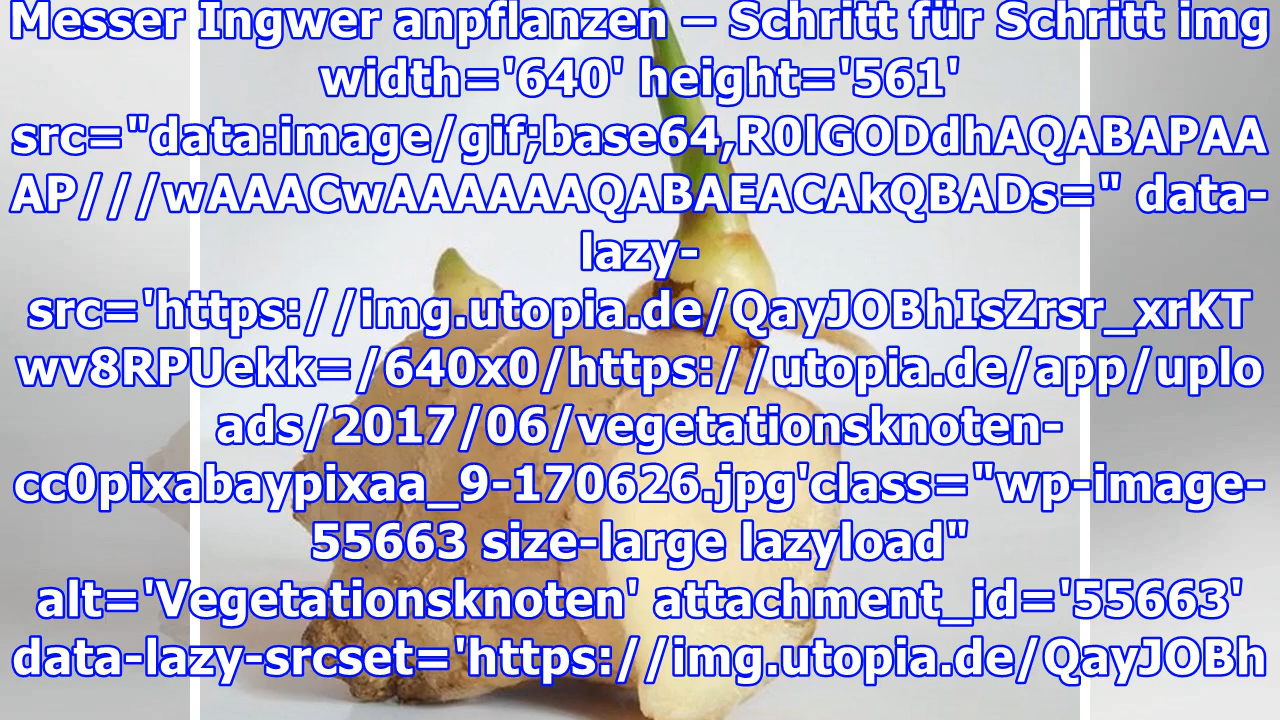 Messer Ingwer anpflanzen – Schritt für Schritt img
width='640' height='561'
src="data:image/gif;base64,R0lGODdhAQABAPAA
AP///wAAACwAAAAAAQABAEACAkQBADs=" data-
lazy-
src='https://img.utopia.de/QayJOBhIsZrsr_xrKT
wv8RPUekk=/640x0/https://utopia.de/app/uplo
ads/2017/06/vegetationsknoten-
cc0pixabaypixaa_9-170626.jpg'class="wp-image-
55663 size-large lazyload"
alt='Vegetationsknoten' attachment_id='55663'
data-lazy-srcset='https://img.utopia.de/QayJOBh